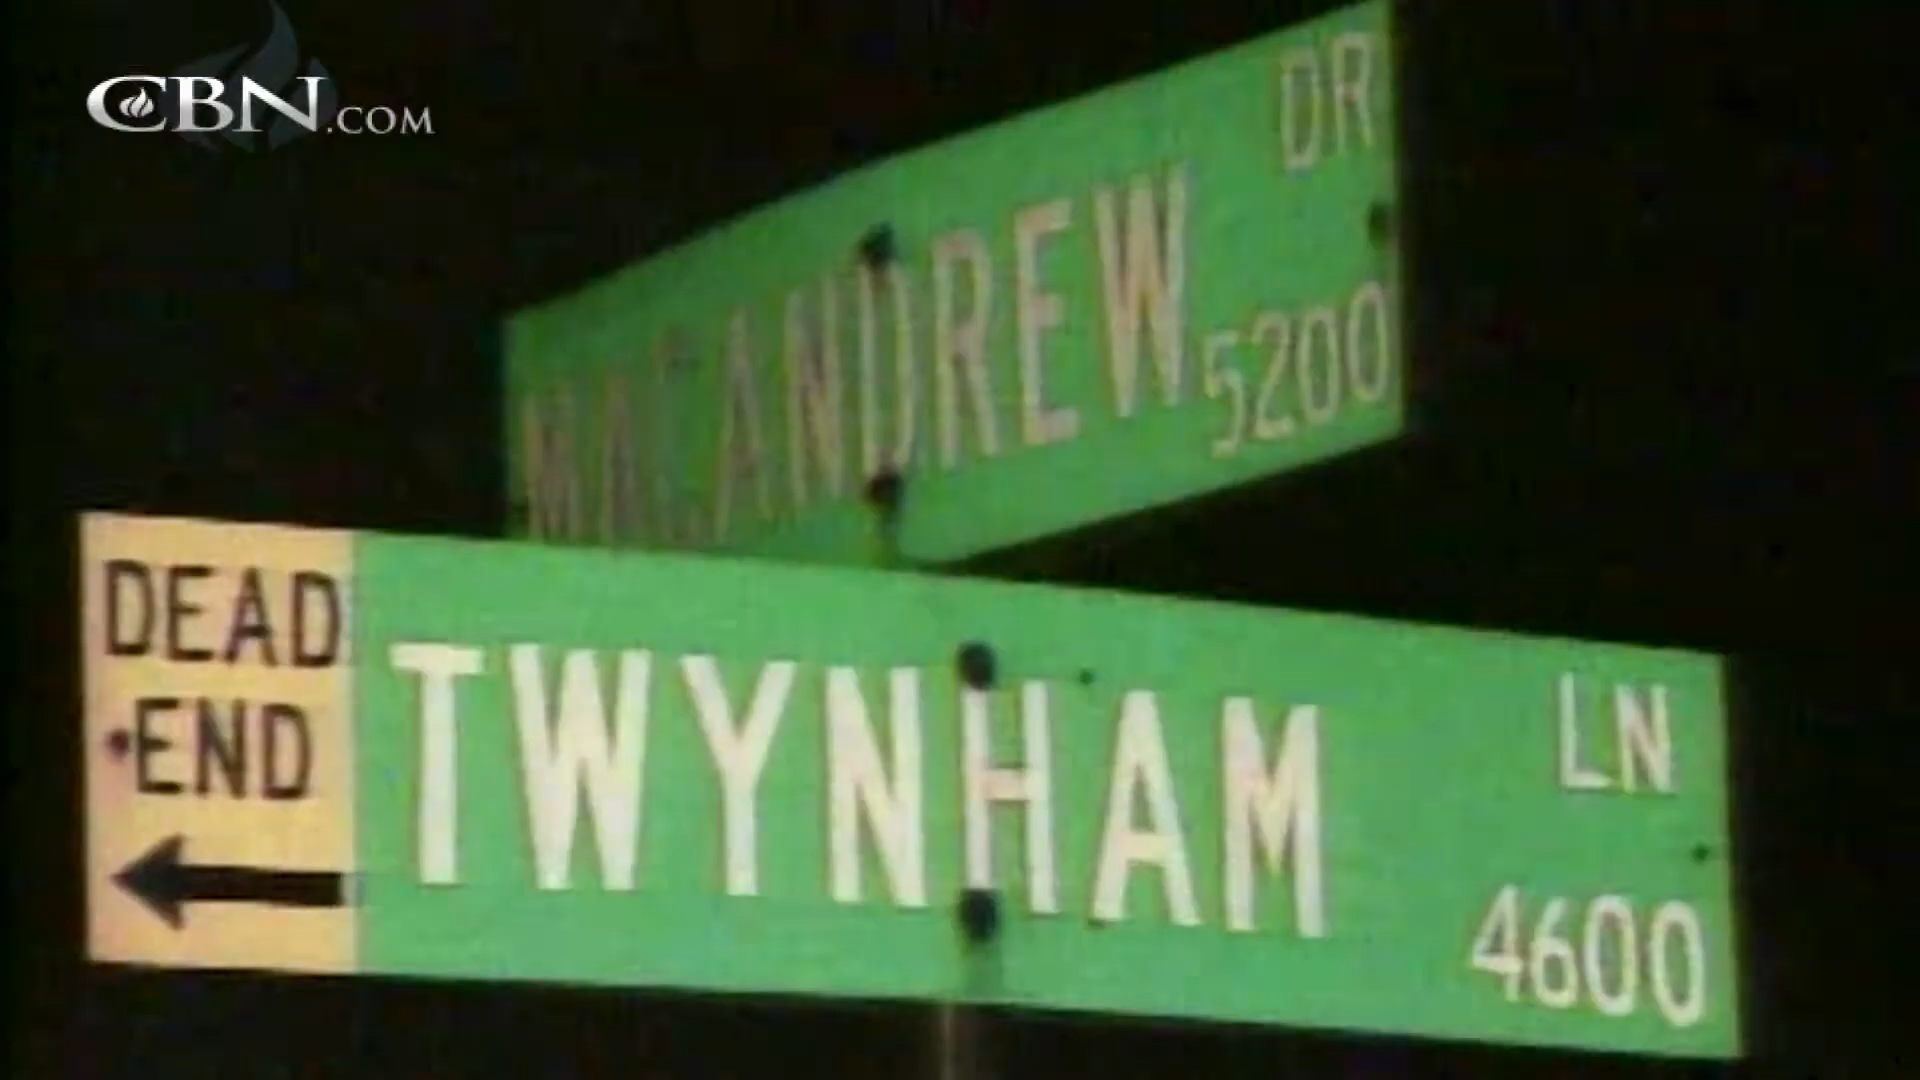 CBN.COM
DR
MACANDREW
5200
DEAD
END
TWYNHAM
LN
4600